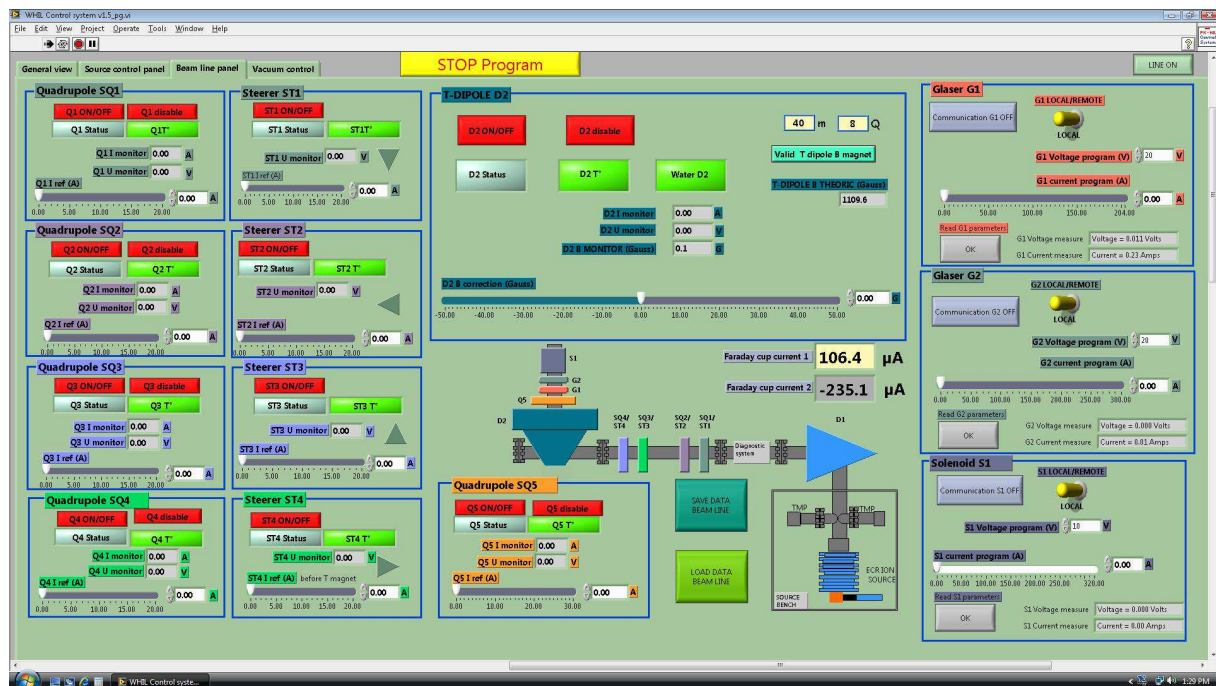 WHIL Control system v1.5_pg.vi
File Edit View Project Operate Tools Window Help
General view Source control panel Beam line panel Vacuum control
STOP Program
LINE ON
Quadrupole SQ1
Q1 ON/OFF Q1 disable
Q1 Status Q1T°
Q1 I monitor 0.00 A
Q1 U monitor 0.00 V
Q1 I ref (A)
0.00 A
0.00 5.00 10.00 15.00 20.00
Steerer ST1
ST1 ON/OFF
ST1 Status ST1T°
ST1 U monitor 0.00 V
ST1 I ref (A)
0.00 A
0.00 5.00 10.00 15.00 20.00
Quadrupole SQ2
Q2 ON/OFF Q2 disable
Q2 Status Q2 T°
Q2 I monitor 0.00 A
Q2 U monitor 0.00 V
Q2 I ref (A)
0.00 A
0.00 5.00 10.00 15.00
Steerer ST2
ST2 ON/OFF
ST2 Status ST2 T°
ST2 U monitor 0.00 V
ST2 I ref (A)
0.00 A
0.00 5.00 10.00 15.00 20.00
Quadrupole SQ3
Q3 ON/OFF Q3 disable
Q3 Status Q3 T°
Q3 I monitor 0.00 A
Q3 U monitor 0.00 V
Q3 I ref (A)
0.00 A
0.00 5.00 10.00 15.00 20.00
Steerer ST3
ST3 ON/OFF
ST3 Status ST3 T°
ST3 U monitor 0.00 V
ST3 I ref (A)
0.00 A
0.00 5.00 10.00 15.00 20.00
Quadrupole SQ4
Q4 ON/OFF Q4 disable
Q4 Status Q4 T°
Q4 I monitor 0.00 A
Q4 U monitor 0.00 V
Q4 I ref (A)
0.00 A
0.00 5.00 10.00 15.00 20.00
Steerer ST4
ST4 ON/OFF
ST4 Status ST4 T°
ST4 U monitor 0.00 V
ST4 I ref (A) before T magnet
0.00 A
0.00 5.00 10.00 15.00 20.00
T-DIPOLE D2
D2 ON/OFF D2 disable
40 m 8 Q
Valid T dipole B magnet
D2 Status D2 T° Water D2
T-DIPOLE B THEORIC (Gauss)
1109.6
D2 I monitor 0.00 A
D2 U monitor 0.00 V
D2 B MONITOR (Gauss) 0.1 G
D2 B correction (Gauss)
0.00 G
-50.00 -40.00 -30.00 -20.00 -10.00 0.00 10.00 20.00 30.00 40.00 50.00
Faraday cup current 1 106.4 µA
Faraday cup current 2 -235.1 µA
S1
G2
G1
Q5
D2
SQ4/ ST4
SQ3/ ST3
SQ2/ ST2
SQ1/ ST1
Diagnostic system
D1
TMP TMP
ECR ION SOURCE
SOURCE BENCH
Quadrupole SQ5
Q5 ON/OFF Q5 disable
Q5 Status Q5 T°
Q5 I monitor 0.00 A
Q5 U monitor 0.00 V
Q5 I ref (A)
0.00 A
0.00 10.00 20.00 30.00
SAVE DATA BEAM LINE
LOAD DATA BEAM LINE
Glaser G1
Communication G1 OFF
G1 LOCAL/REMOTE
LOCAL
G1 Voltage program (V) 20 V
G1 current program (A)
0.00 A
0.00 50.00 100.00 150.00 204.00
Read G1 parameters
OK
G1 Voltage measure Voltage = 0.011 Volts
G1 Current measure Current = 0.23 Amps
Glaser G2
Communication G2 OFF
G2 LOCAL/REMOTE
LOCAL
G2 Voltage program (V) 20 V
G2 current program (A)
0.00 A
0.00 50.00 100.00 150.00 200.00 250.00 300.00
Read G2 parameters
OK
G2 Voltage measure Voltage = 0.000 Volts
G2 Current measure Current = 0.01 Amps
Solenoid S1
Communication S1 OFF
S1 LOCAL/REMOTE
LOCAL
S1 Voltage program (V) 10 V
S1 current program (A)
0.00 A
0.00 50.00 100.00 150.00 200.00 250.00 320.00
Read S1 parameters
OK
S1 Voltage measure Voltage = 0.000 Volts
S1 Current measure Current = 0.00 Amps
WHIL Control syste...
1:29 PM